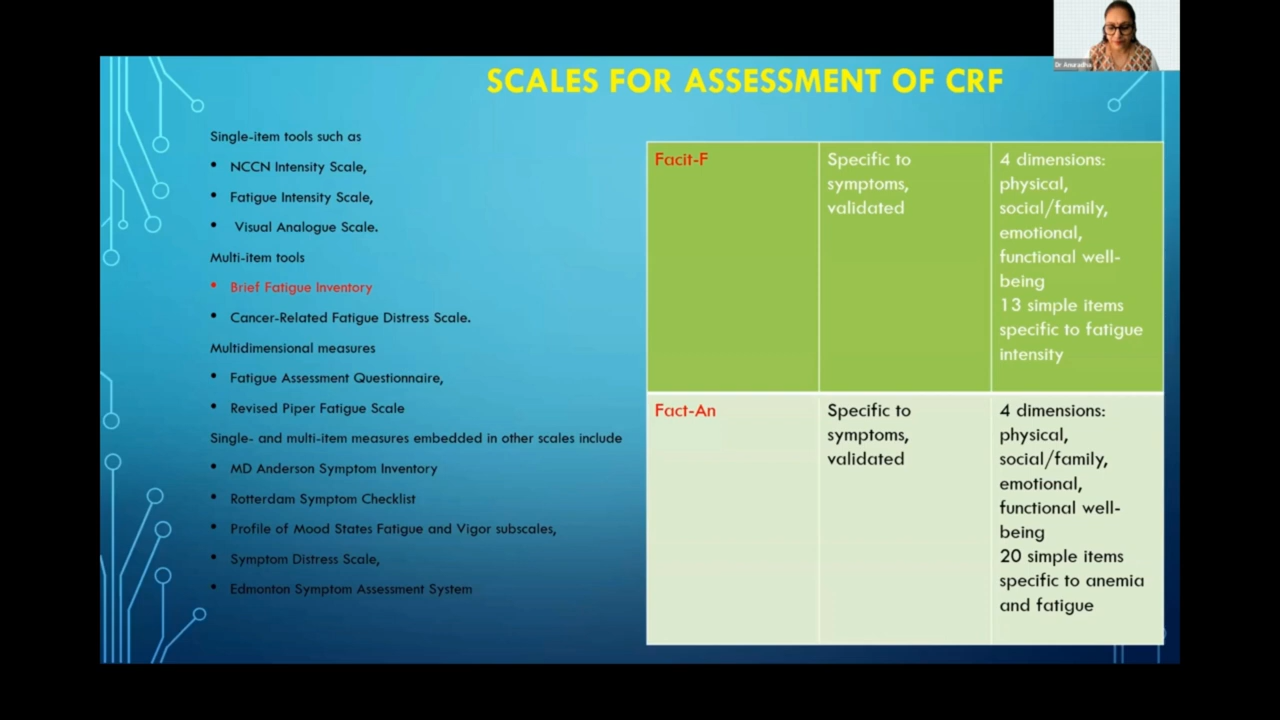 Dr Anuradha
SCALES FOR ASSESSMENT OF CRF
Single-item tools such as
• NCCN Intensity Scale,
• Fatigue Intensity Scale,
• Visual Analogue Scale.
Multi-item tools
• Brief Fatigue Inventory
• Cancer-Related Fatigue Distress Scale.
Multidimensional measures
• Fatigue Assessment Questionnaire,
• Revised Piper Fatigue Scale
Single- and multi-item measures embedded in other scales include
• MD Anderson Symptom Inventory
• Rotterdam Symptom Checklist
• Profile of Mood States Fatigue and Vigor subscales,
• Symptom Distress Scale,
• Edmonton Symptom Assessment System
Facit-F
Specific to
symptoms,
validated
4 dimensions:
physical,
social/family,
emotional,
functional well-
being
13 simple items
specific to fatigue
intensity
Fact-An
Specific to
symptoms,
validated
4 dimensions:
physical,
social/family,
emotional,
functional well-
being
20 simple items
specific to anemia
and fatigue